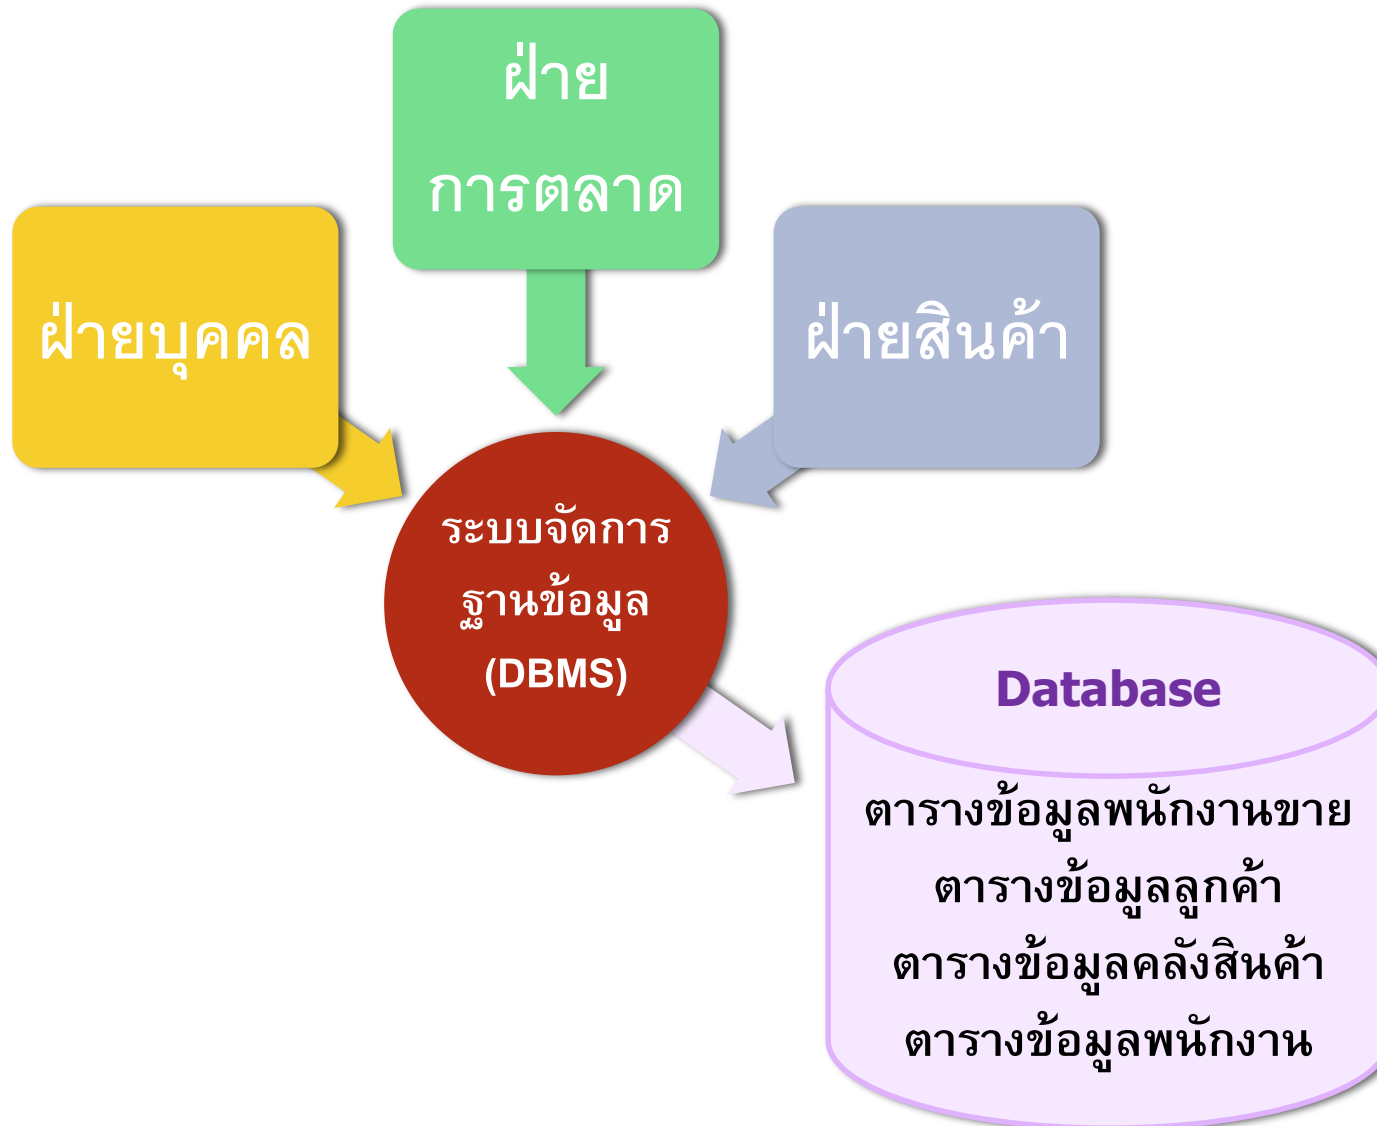 ฝ่าย
การตลาด
ฝ่ายบุคคล
ฝ่ายสินค้า
ระบบจัดการ
ฐานข้อมูล
(DBMS)
Database
ตารางข้อมูลพนักงานขาย
ตารางข้อมูลลูกค้า
ตารางข้อมูลคลังสินค้า
ตารางข้อมูลพนักงาน